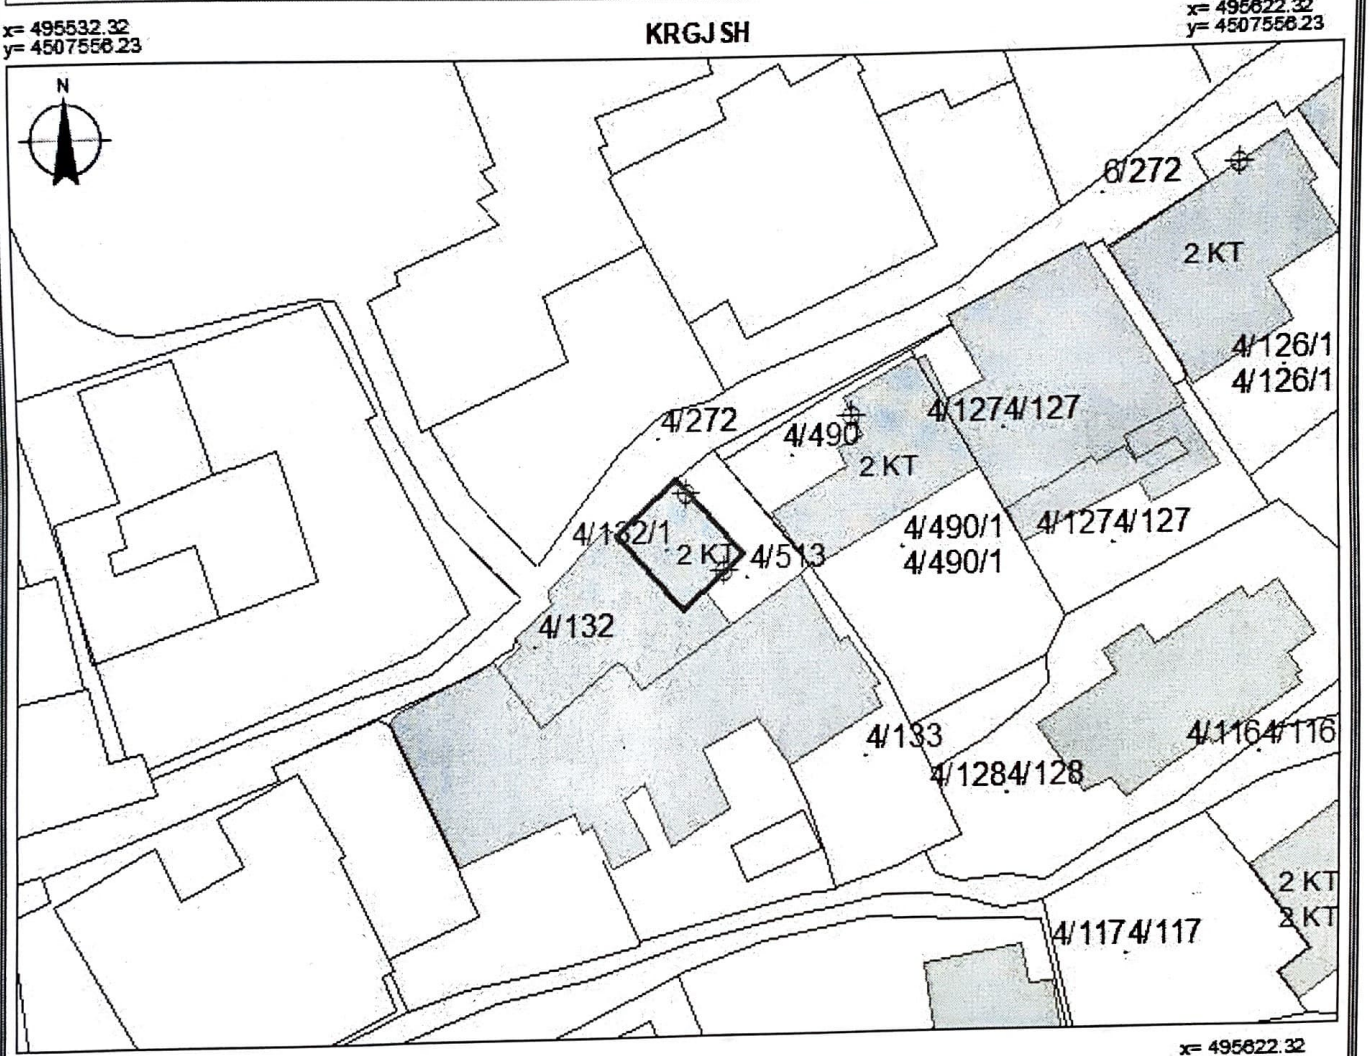 x= 495532.32
y= 4507556.23
KRGJSH
x= 495622.32
y= 4507556.23
N
6/272
2 KT
4/126/1
4/126/1
4/272
4/490
4/1274/127
2 KT
4/132/1
2 KT
4/513
4/490/1
4/490/1
4/1274/127
4/132
4/133
4/1284/128
4/1164/116
2 KT
2 KT
4/1174/117
x= 495622.32